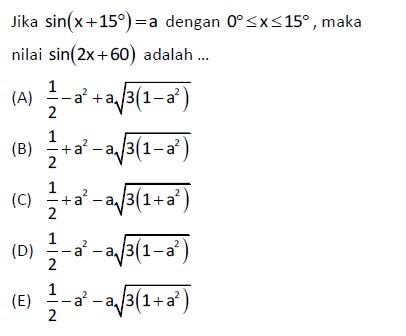 Jika sin(x+15°)=a dengan 0°≤x≤15°, maka
nilai sin(2x+60) adalah ...
(A) 1/2−a²+a√(3(1−a²))
(B) 1/2+a²−a√(3(1−a²))
(C) 1/2+a²−a√(3(1+a²))
(D) 1/2−a²−a√(3(1−a²))
(E) 1/2−a²−a√(3(1+a²))